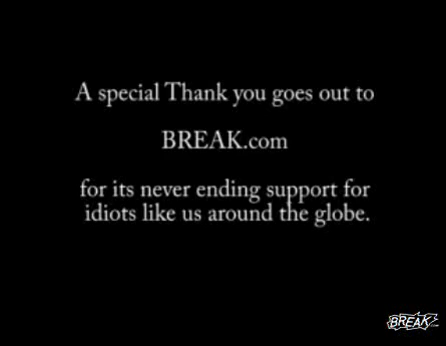 A special Thank you goes out to
BREAK.com
for its never ending support for
idiots like us around the globe.
BREAK.com